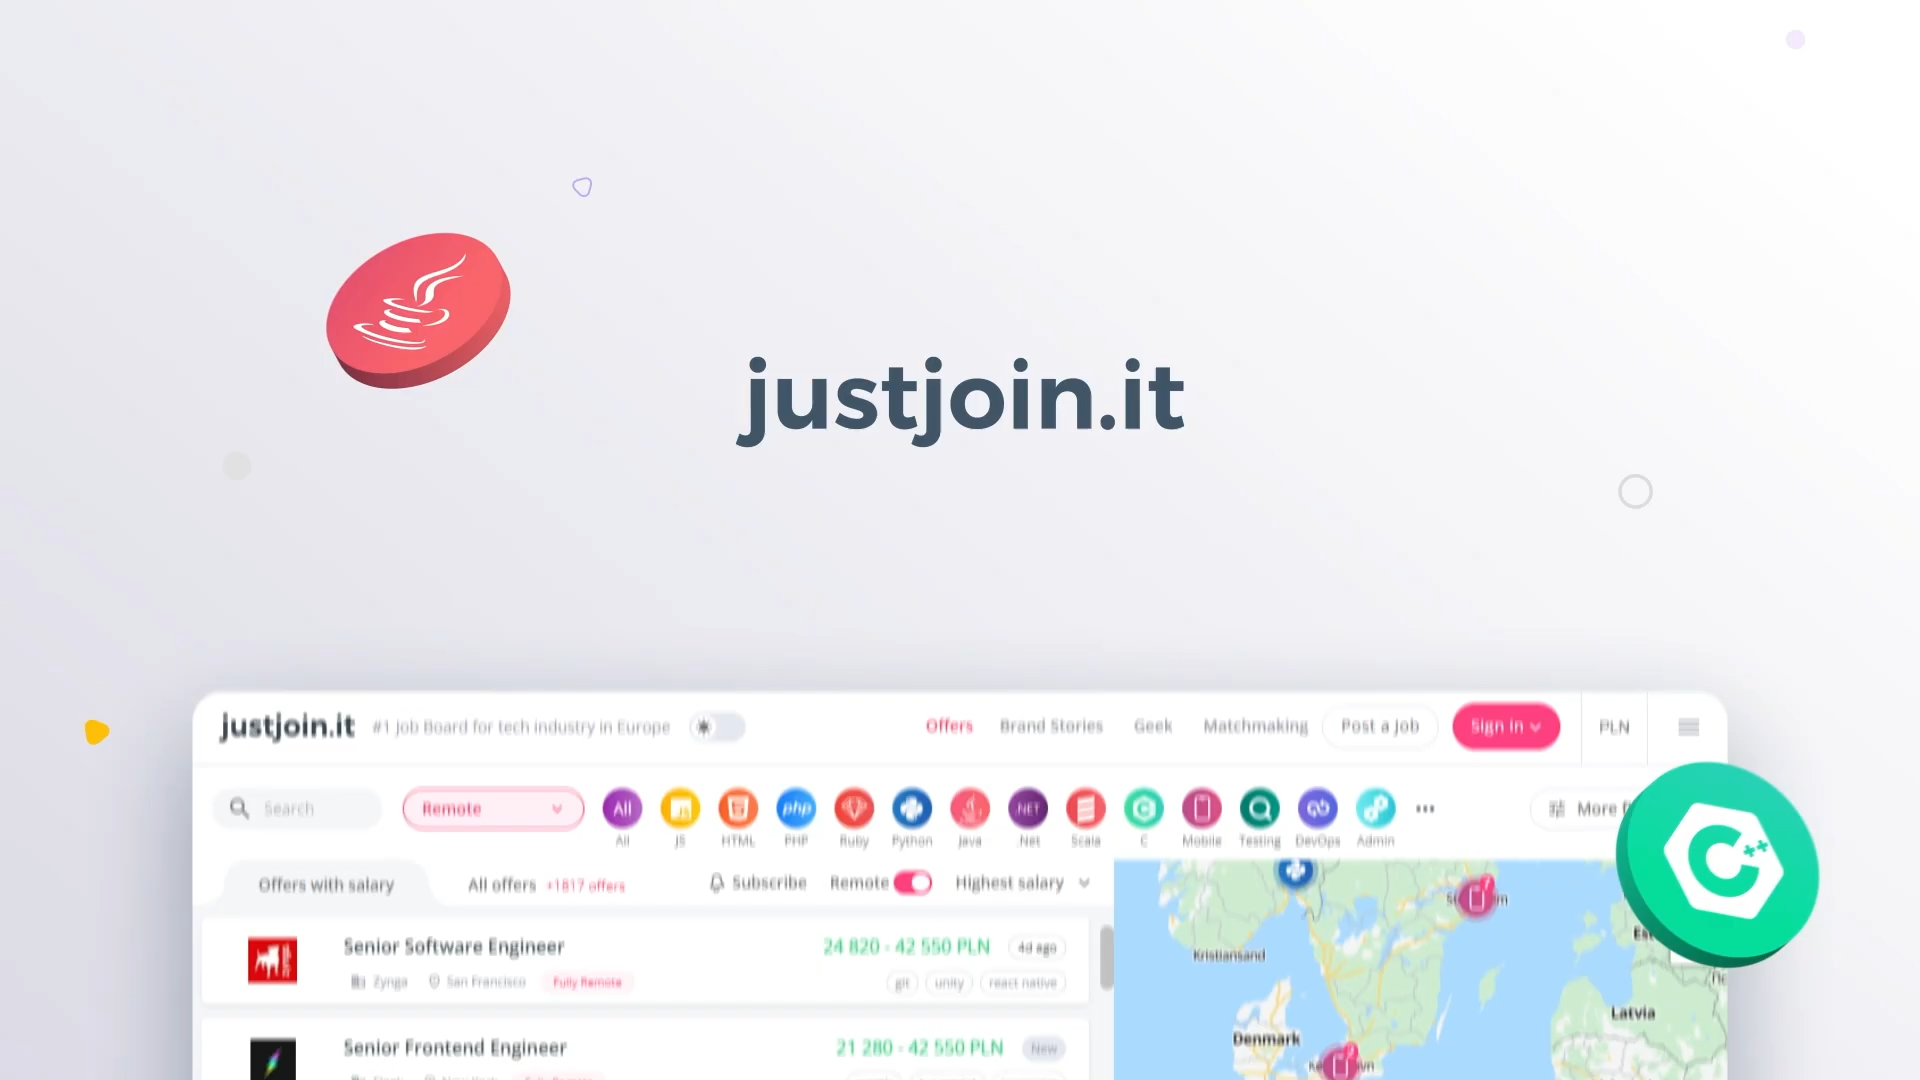 justjoin.it
justjoin.it #1 Job Board for tech industry in Europe Offers Brand Stories Geek Matchmaking Post a Job Sign in PLN
Search Remote All JS php .NET More
All JS HTML PHP Ruby Python Java .Net Scala C Mobile Testing DevOps Admin
Offers with salary All offers +1817 offers Subscribe Remote Highest salary
Senior Software Engineer 24 820 - 42 550 PLN 4d ago
Zynga San Francisco Fully Remote git unity react native
Senior Frontend Engineer 21 280 - 42 550 PLN New
Kristiansand
Latvia
Denmark
C++